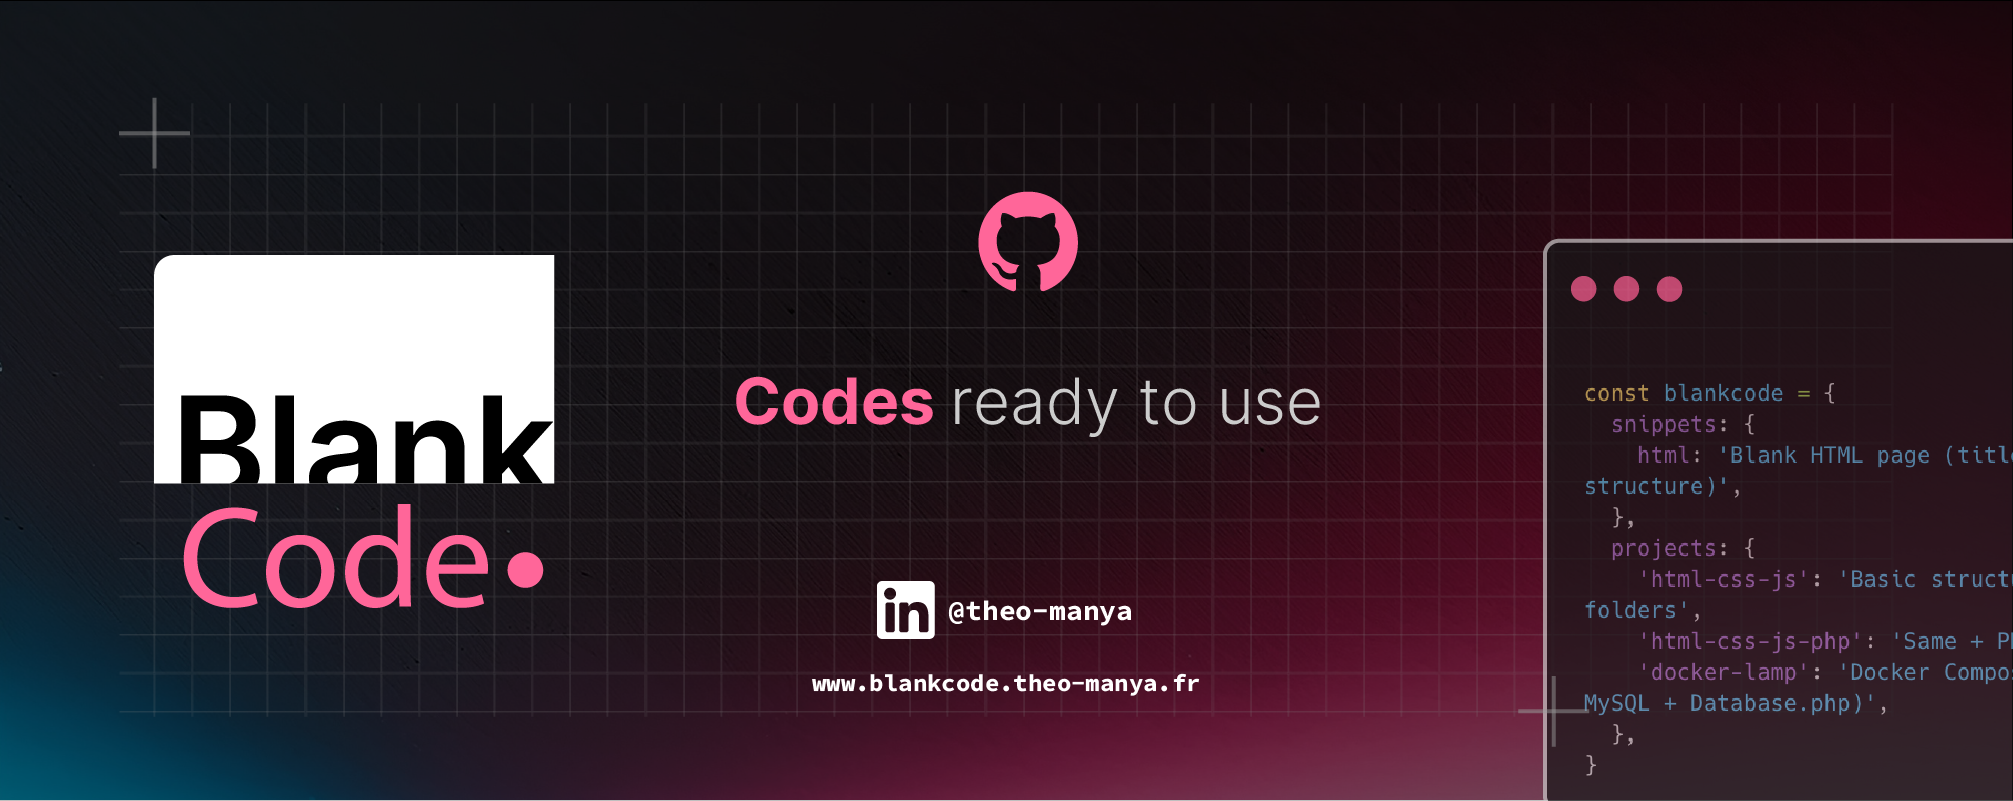 Blank
Code
Codes ready to use
in @theo-manya
www.blankcode.theo-manya.fr
const blankcode = {
snippets: {
html: 'Blank HTML page (titl
structure)',
},
projects: {
'html-css-js': 'Basic struct
folders',
'html-css-js-php': 'Same + P
'docker-lamp': 'Docker Compo
MySQL + Database.php)',
},
}